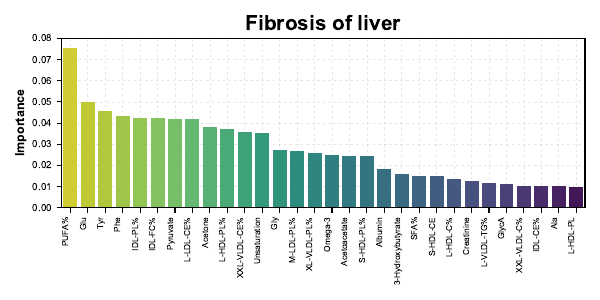 Fibrosis of liver
Importance
0.08
0.07
0.06
0.05
0.04
0.03
0.02
0.01
0.00
PUFA%
Glu
Tyr
Phe
IDL-PL%
IDL-FC%
Pyruvate
L-LDL-CE%
Acetone
L-HDL-PL%
XXL-VLDL-CE%
Unsaturation
Gly
M-LDL-PL%
XL-VLDL-PL%
Omega-3
Acetoacetate
S-HDL-PL%
Albumin
3-Hydroxybutyrate
SFA%
S-HDL-CE
L-HDL-C%
Creatinine
L-VLDL-TG%
GlycA
XXL-VLDL-C%
IDL-CE%
Ala
L-HDL-PL